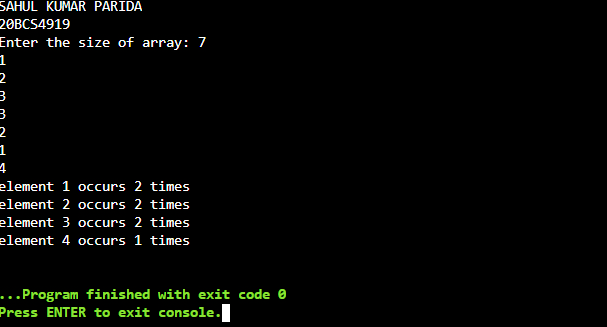 SAHUL KUMAR PARIDA
20BCS4919
Enter the size of array: 7
1
2
3
3
2
1
4
element 1 occurs 2 times
element 2 occurs 2 times
element 3 occurs 2 times
element 4 occurs 1 times
...Program finished with exit code 0
Press ENTER to exit console.